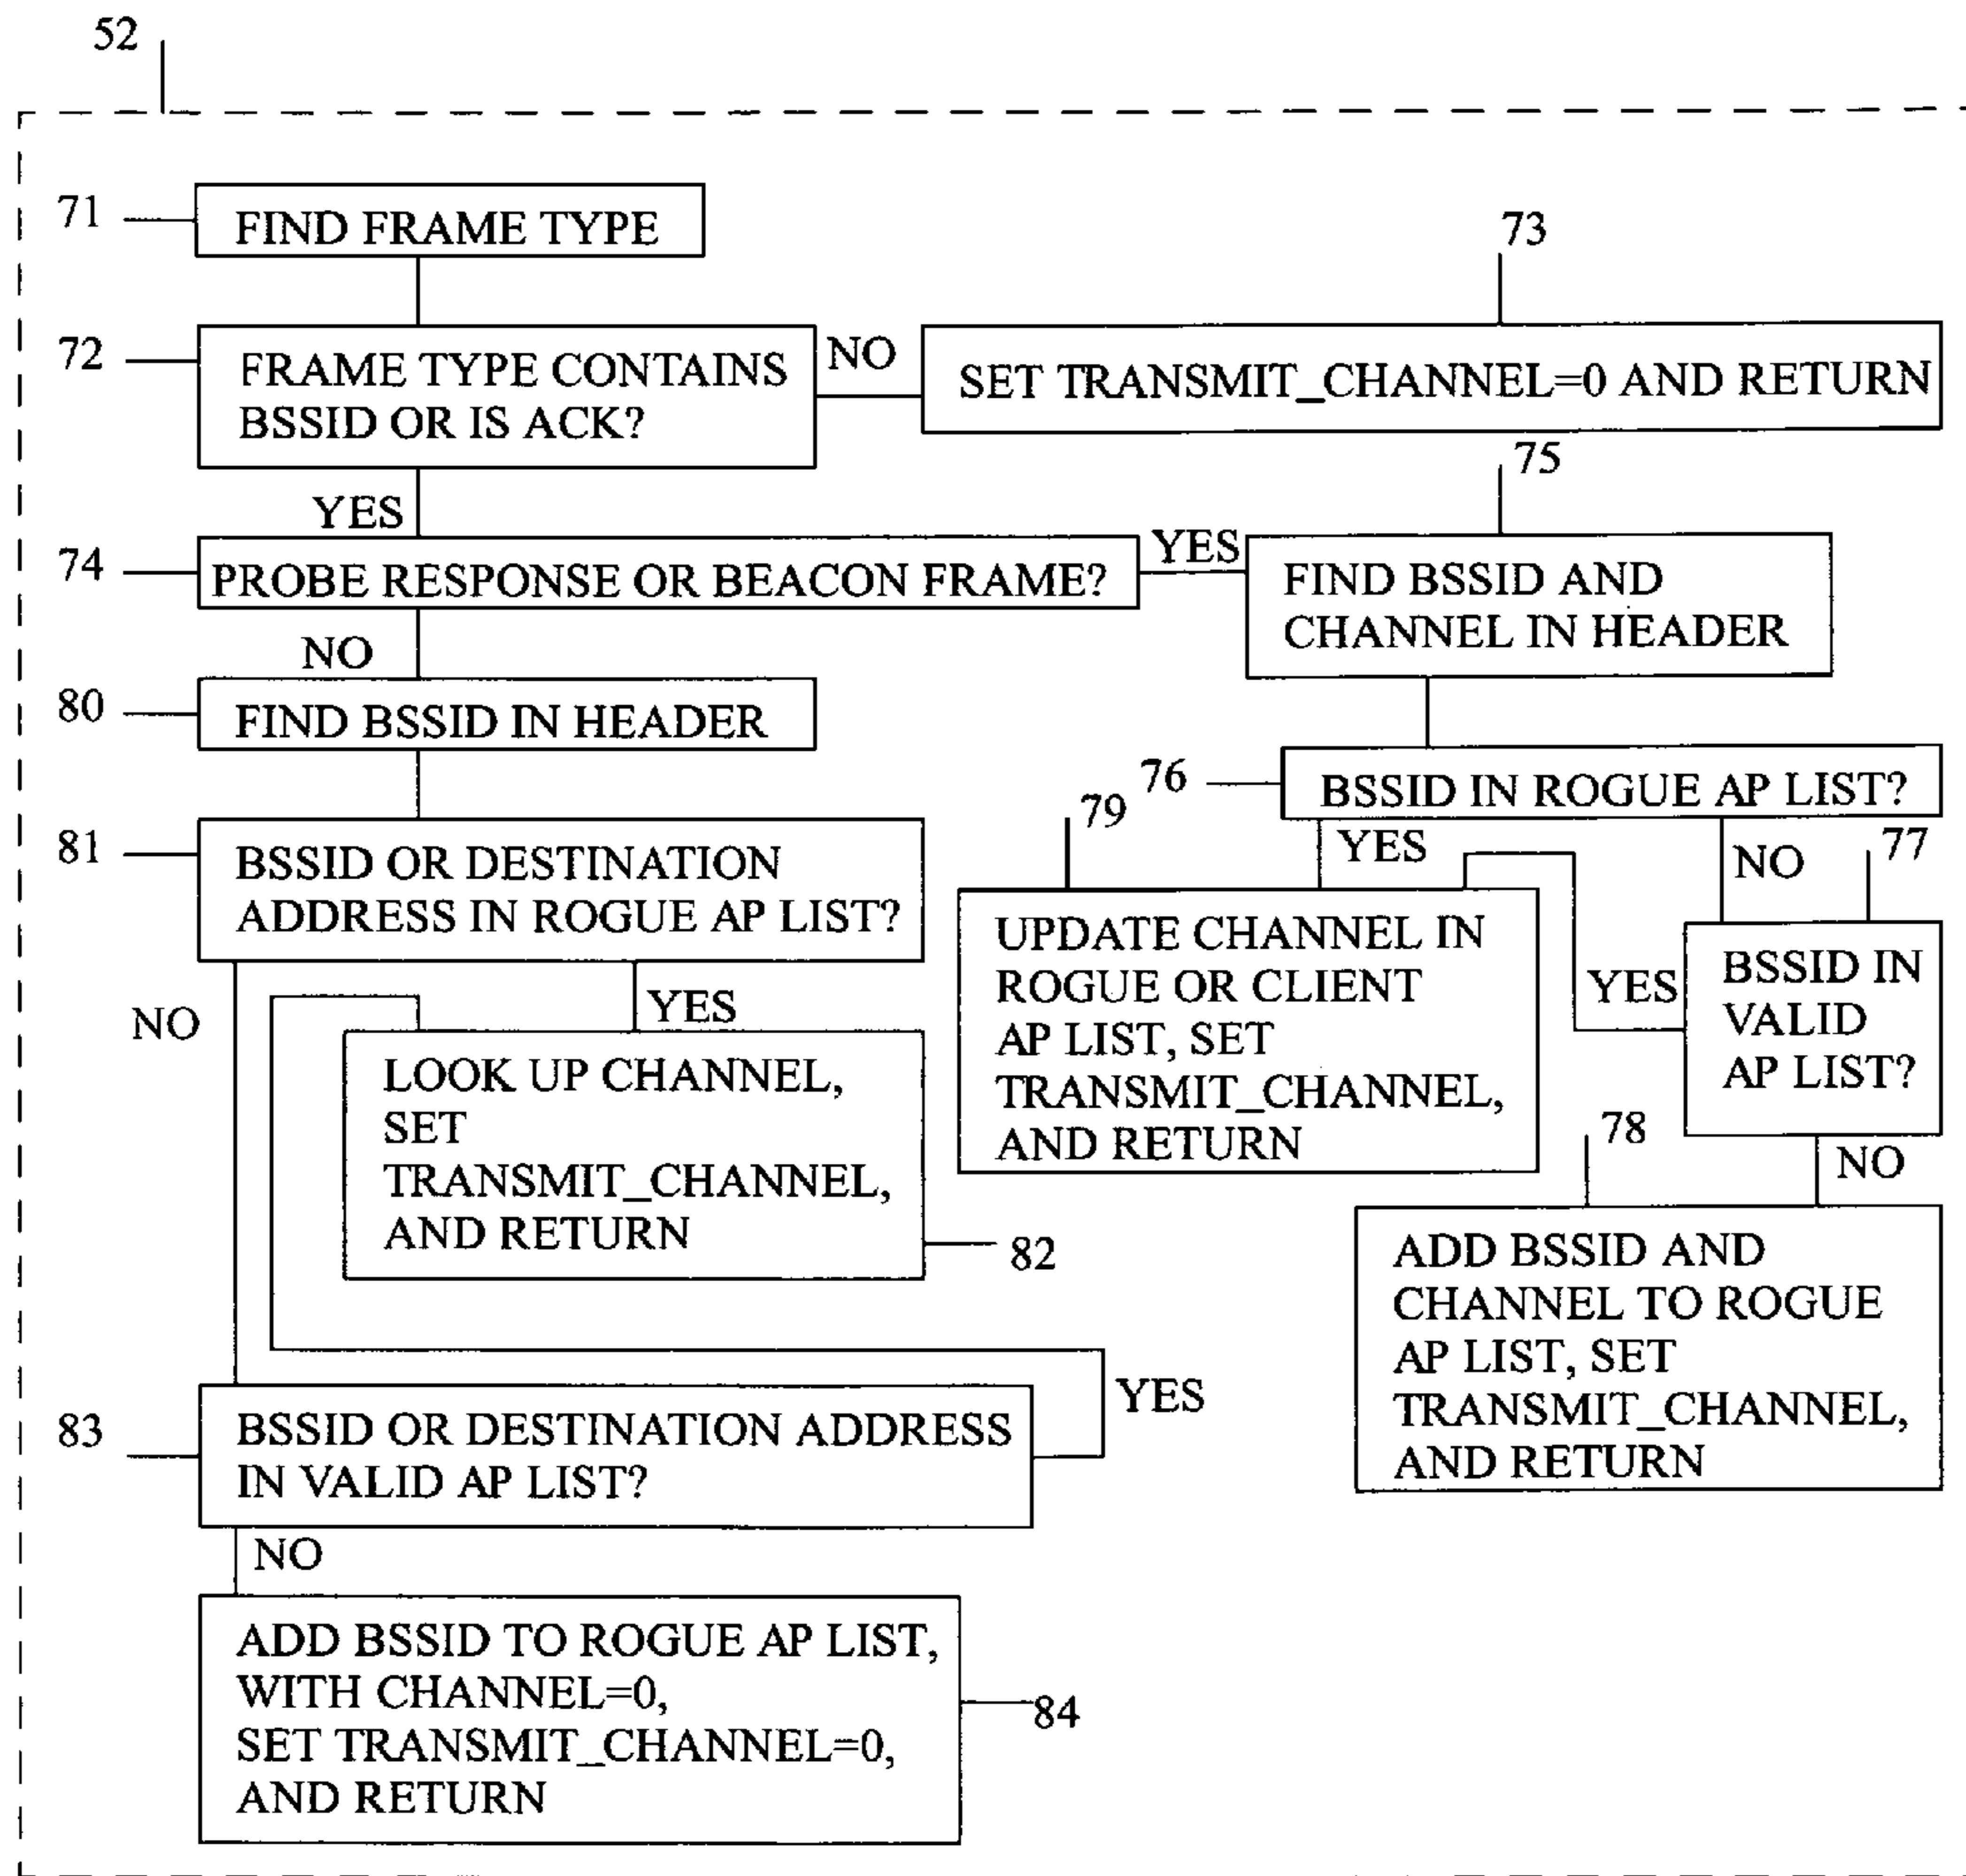 52
71
FIND FRAME TYPE
73
72
FRAME TYPE CONTAINS
BSSID OR IS ACK?
NO
SET TRANSMIT_CHANNEL=0 AND RETURN
75
YES
74
PROBE RESPONSE OR BEACON FRAME?
YES
FIND BSSID AND
CHANNEL IN HEADER
NO
80
FIND BSSID IN HEADER
76
BSSID IN ROGUE AP LIST?
79
YES
NO
77
81
BSSID OR DESTINATION
ADDRESS IN ROGUE AP LIST?
UPDATE CHANNEL IN
ROGUE OR CLIENT
AP LIST, SET
TRANSMIT_CHANNEL,
AND RETURN
YES
BSSID IN
VALID
AP LIST?
NO
YES
LOOK UP CHANNEL,
SET
TRANSMIT_CHANNEL,
AND RETURN
82
78
NO
ADD BSSID AND
CHANNEL TO ROGUE
AP LIST, SET
TRANSMIT_CHANNEL,
AND RETURN
YES
83
BSSID OR DESTINATION ADDRESS
IN VALID AP LIST?
NO
ADD BSSID TO ROGUE AP LIST,
WITH CHANNEL=0,
SET TRANSMIT_CHANNEL=0,
AND RETURN
84